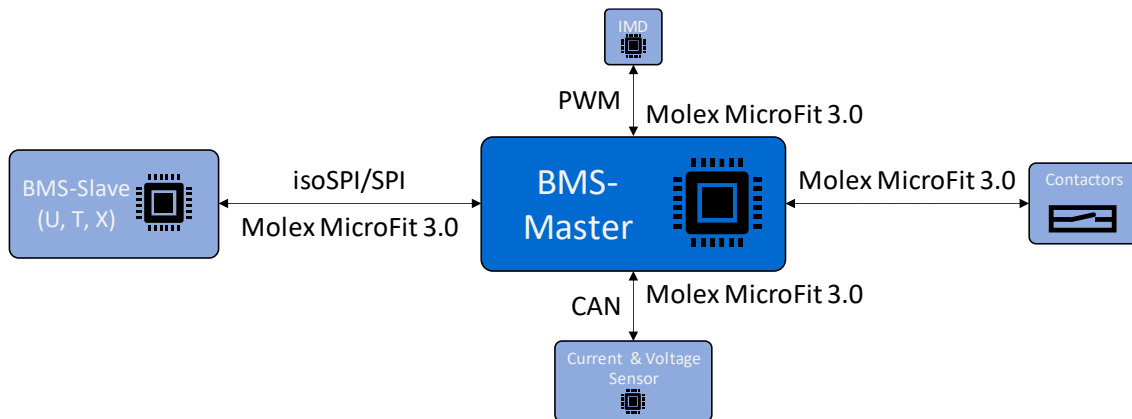 IMD
PWM
Molex MicroFit 3.0
BMS-Slave
(U, T, X)
isoSPI/SPI
Molex MicroFit 3.0
BMS-
Master
Molex MicroFit 3.0
Contactors
CAN
Molex MicroFit 3.0
Current & Voltage
Sensor